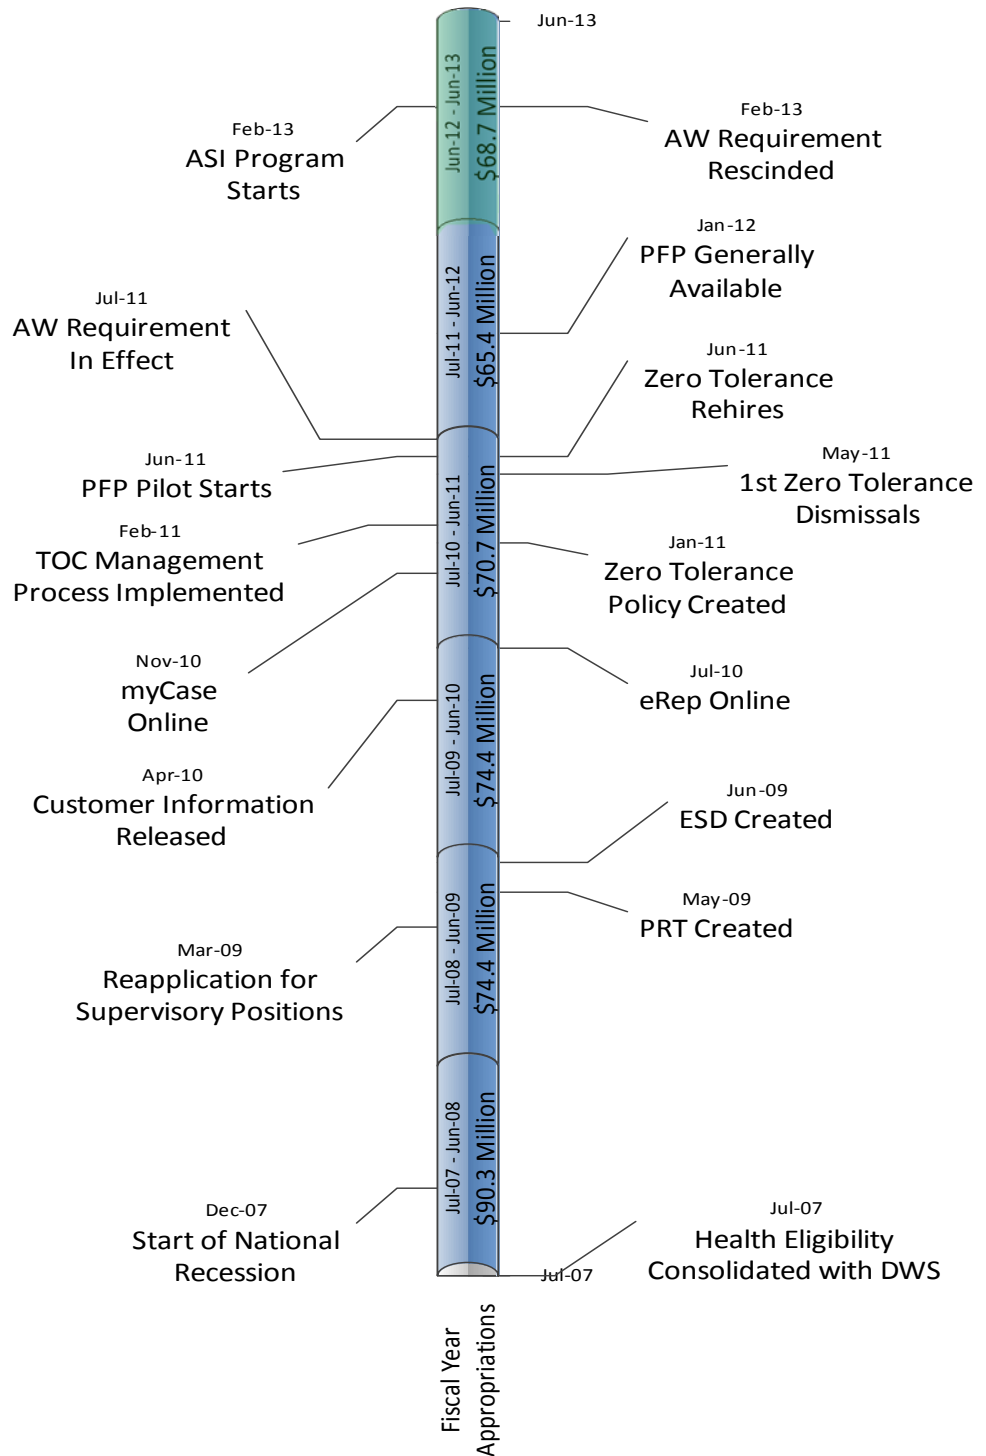 Jun-13
Jun-12 - Jun-13
$68.7 Million
Feb-13
ASI Program
Starts
Feb-13
AW Requirement
Rescinded
Jan-12
PFP Generally
Available
Jul-11 - Jun-12
$65.4 Million
Jul-11
AW Requirement
In Effect
Jun-11
Zero Tolerance
Rehires
Jun-11
PFP Pilot Starts
May-11
1st Zero Tolerance
Dismissals
Jul-10 - Jun-11
$70.7 Million
Feb-11
TOC Management
Process Implemented
Jan-11
Zero Tolerance
Policy Created
Nov-10
myCase
Online
Jul-10
eRep Online
Jul-09 - Jun-10
$74.4 Million
Apr-10
Customer Information
Released
Jun-09
ESD Created
May-09
PRT Created
Jul-08 - Jun-09
$74.4 Million
Mar-09
Reapplication for
Supervisory Positions
Jul-07 - Jun-08
$90.3 Million
Dec-07
Start of National
Recession
Jul-07
Health Eligibility
Consolidated with DWS
Jul-07
Fiscal Year
Appropriations